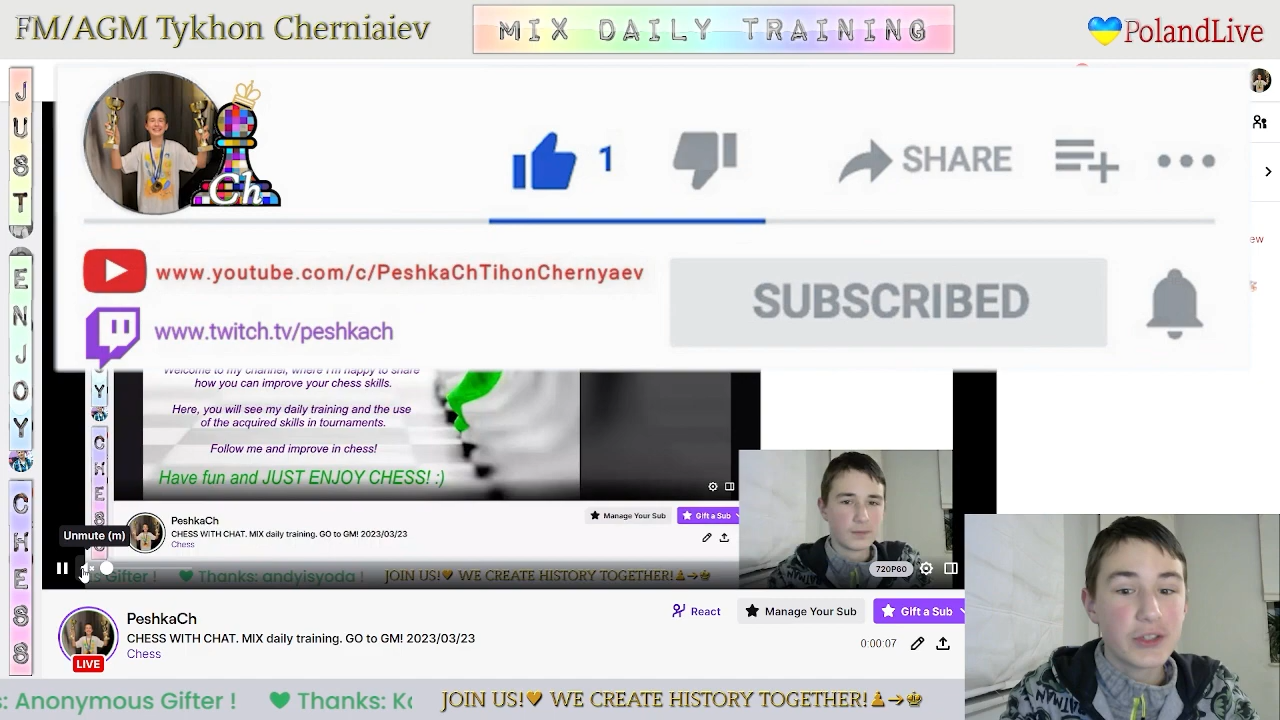 FM/AGM Tykhon Cherniaiev
MIX DAILY TRAINING
PolandLive
JUST
ENJOY
CHESS
Ch
1
SHARE
www.youtube.com/c/PeshkaChTihonChernyaev
www.twitch.tv/peshkach
SUBSCRIBED
ew
Y
CHES
Welcome to my channel, where I'm happy to share
how you can improve your chess skills.
Here, you will see my daily training and the use
of the acquired skills in tournaments.
Follow me and improve in chess!
Have fun and JUST ENJOY CHESS! :)
PeshkaCh
CHESS WITH CHAT. MIX daily training. GO to GM! 2023/03/23
Chess
Manage Your Sub
Gift a Sub
Unmute (m)
Gifter !
Thanks: andyisyoda !
JOIN US! WE CREATE HISTORY TOGETHER!
720P60
PeshkaCh
CHESS WITH CHAT. MIX daily training. GO to GM! 2023/03/23
Chess
LIVE
React
Manage Your Sub
Gift a Sub
0:00:07
BATMAN
: Anonymous Gifter !
Thanks: Ko
JOIN US! WE CREATE HISTORY TOGETHER!